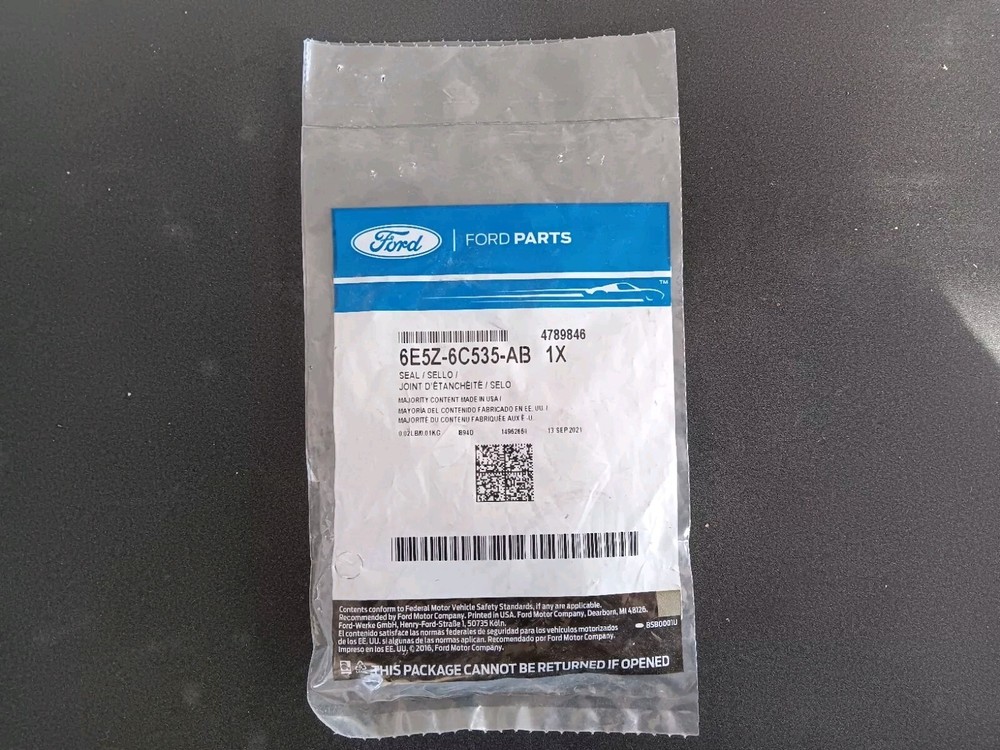 Ford FORD PARTS
TM
4789846
6E5Z-6C535-AB 1X
SEAL / SELLO /
JOINT D'ÉTANCHÉITÉ / SELO
MAJORITY CONTENT MADE IN USA /
MAYORÍA DEL CONTENIDO FABRICADO EN EE. UU. /
MAJORITÉ DU CONTENU FABRIQUÉE AUX É.-U.
B94D 14962664 13 SEP 2021
Contents conform to Federal Motor Vehicle Safety Standards, if any are applicable.
Recommended by Ford Motor Company. Printed in USA. Ford Motor Company, Dearborn, MI 48126,
Ford-Werke GmbH, Henry-Ford-Straße 1, 50735 Köln.
El contenido satisface las normas federales de seguridad para los vehículos motorizados
de los EE. UU. si algunas de las normas aplican. Recomendado por Ford Motor Company.
Impreso en los EE. UU. © 2016, Ford Motor Company.
BSB0001U
THIS PACKAGE CANNOT BE RETURNED IF OPENED